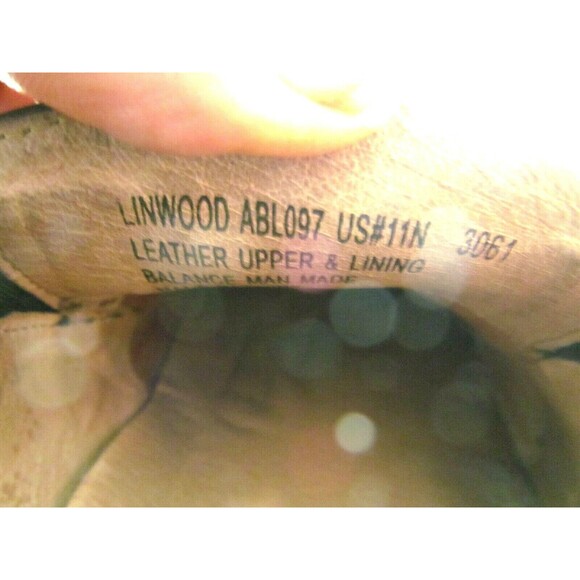 LINWOOD ABL097 US#11N 3061
LEATHER UPPER & LINING
BALANCE MAN MADE